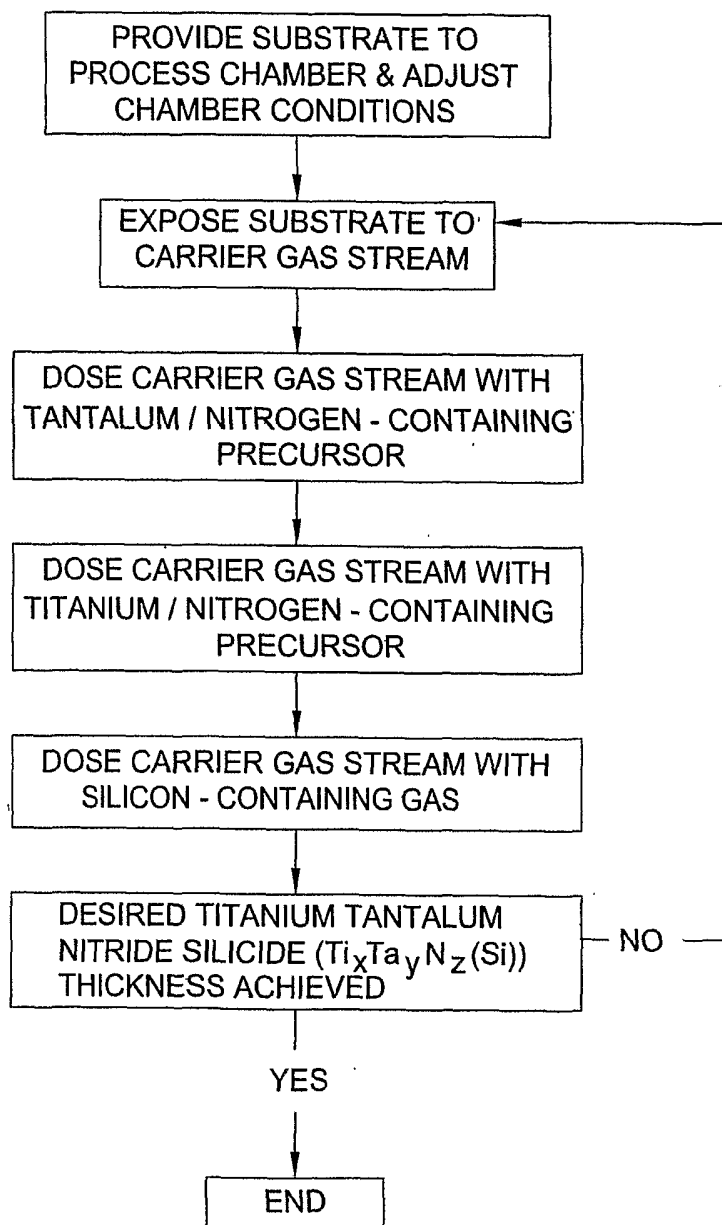 PROVIDE SUBSTRATE TO
PROCESS CHAMBER & ADJUST
CHAMBER CONDITIONS
EXPOSE SUBSTRATE TO
CARRIER GAS STREAM
DOSE CARRIER GAS STREAM WITH
TANTALUM / NITROGEN - CONTAINING
PRECURSOR
DOSE CARRIER GAS STREAM WITH
TITANIUM / NITROGEN - CONTAINING
PRECURSOR
DOSE CARRIER GAS STREAM WITH
SILICON - CONTAINING GAS
DESIRED TITANIUM TANTALUM
NITRIDE SILICIDE (TixTayNz(Si))
THICKNESS ACHIEVED
NO
YES
END